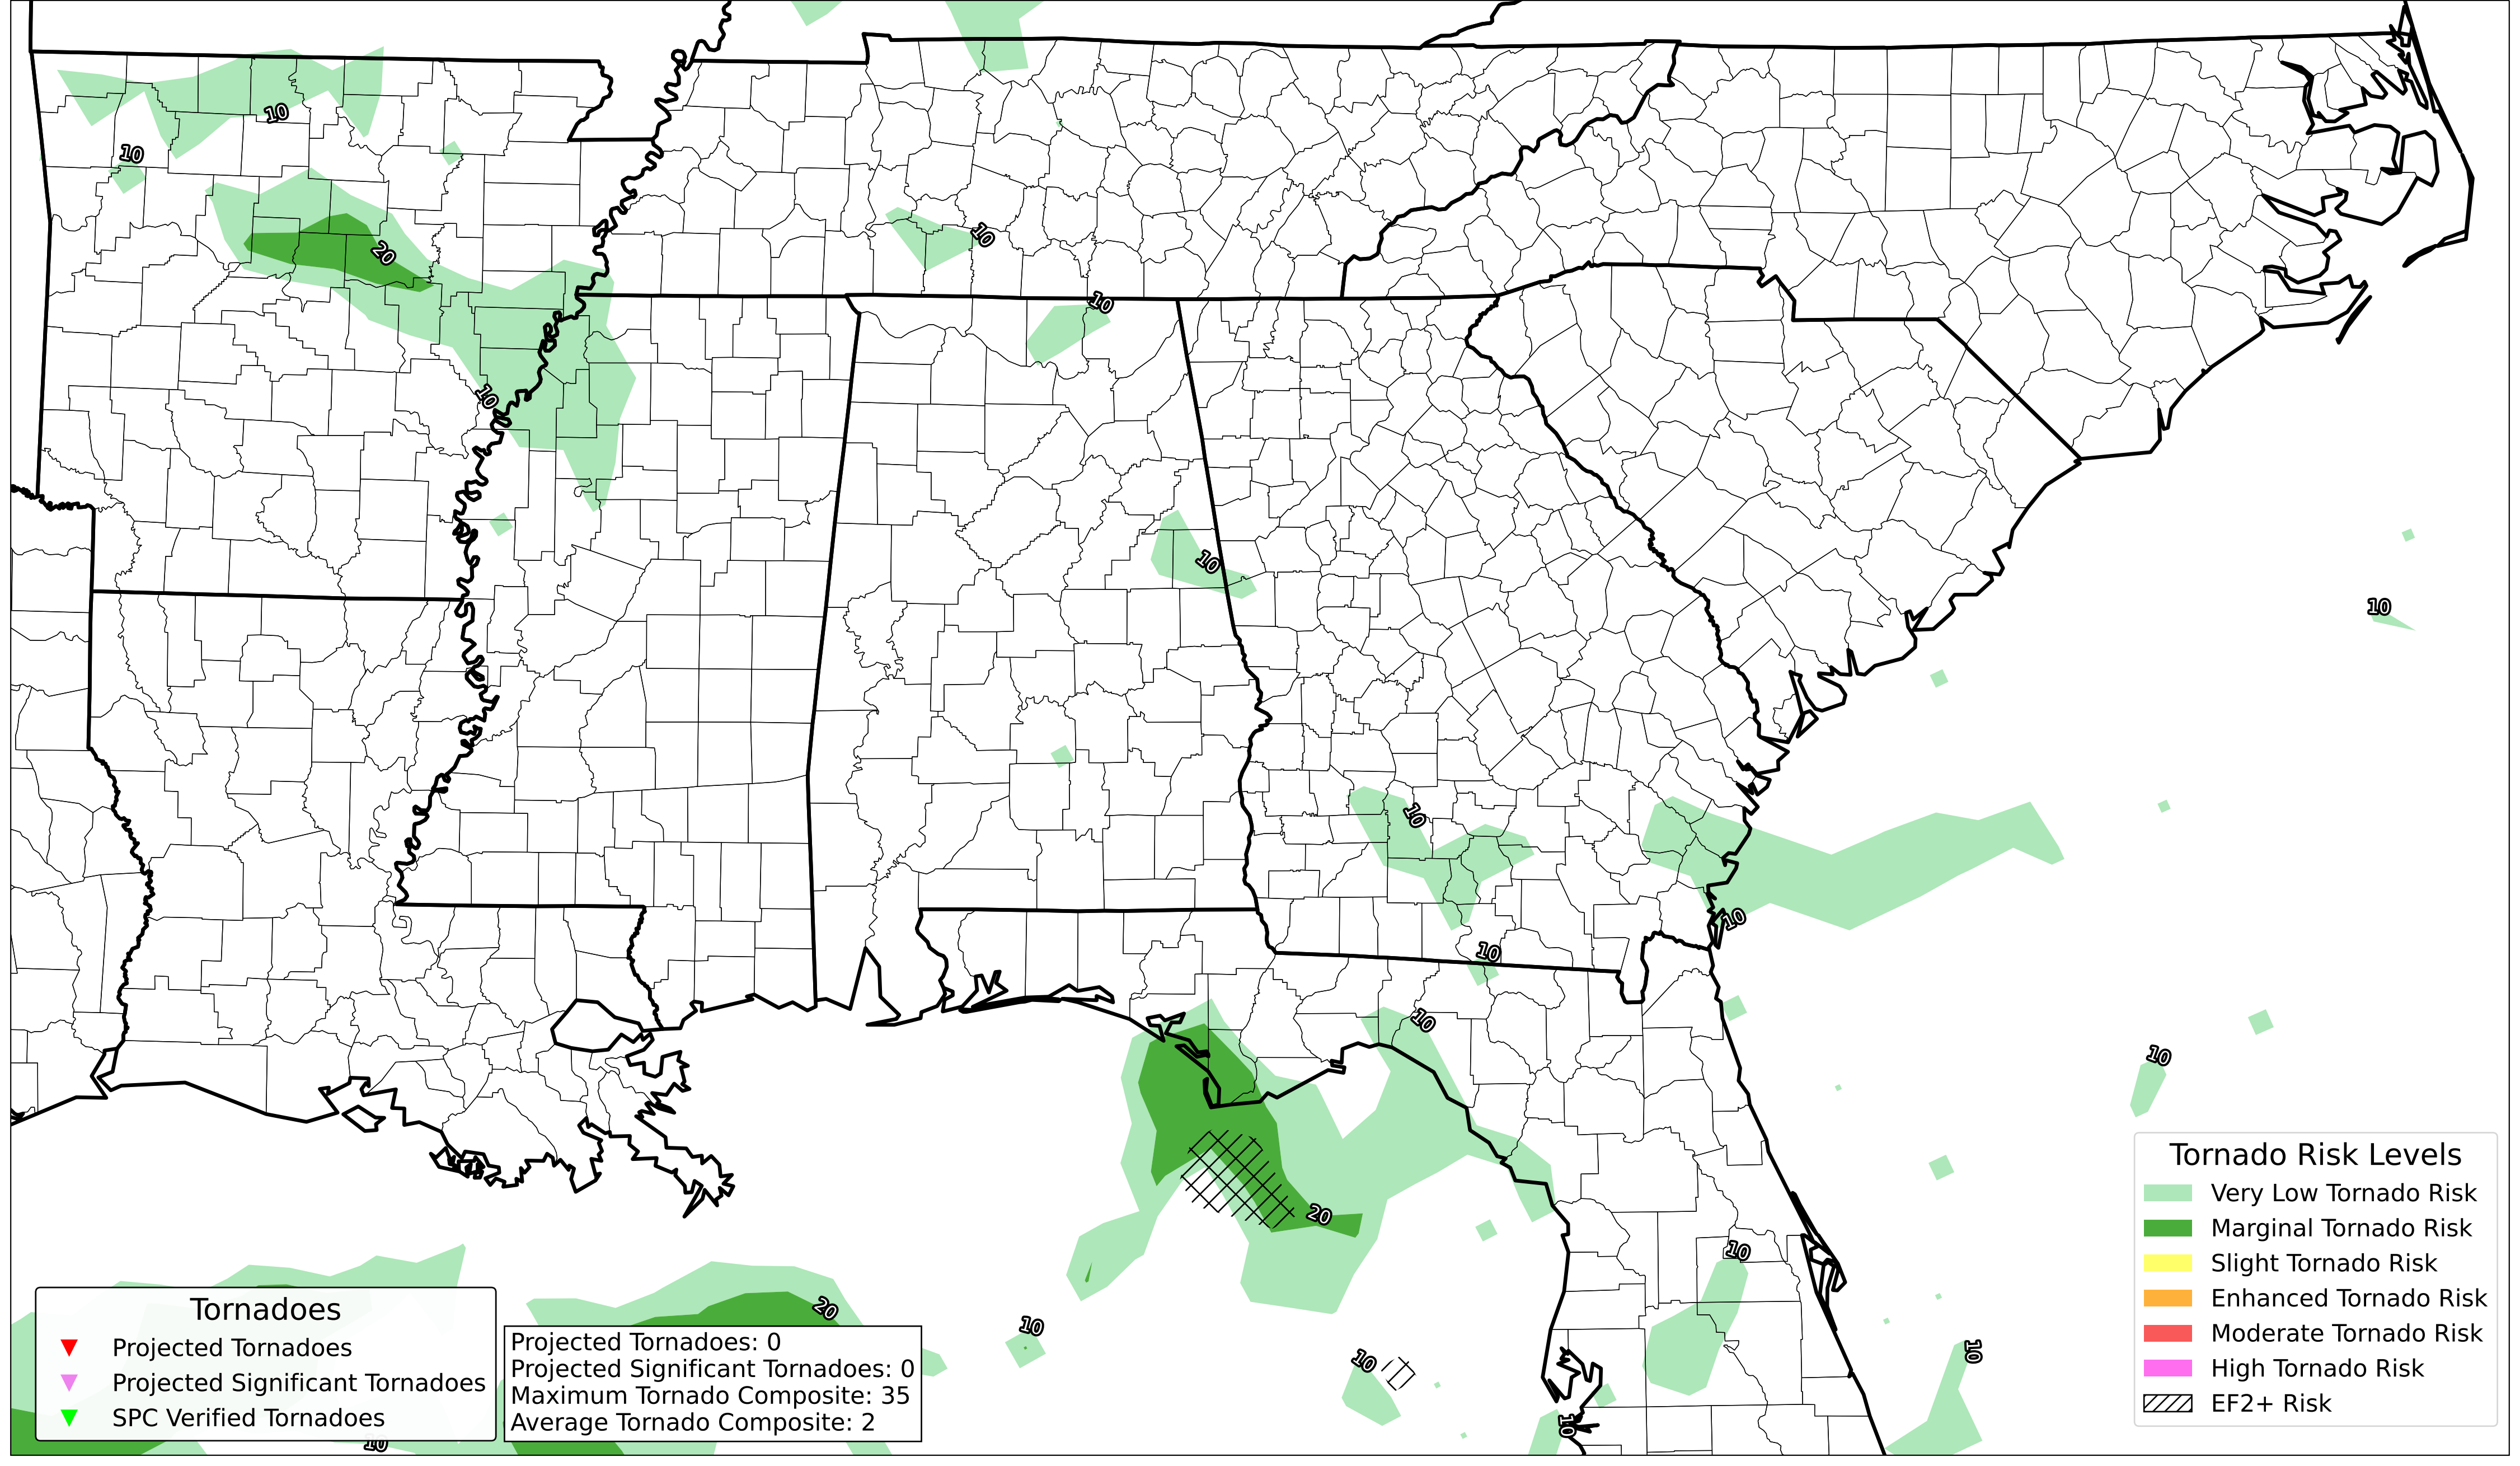 10
10
20
10
10
10
10
10
10
10
10
10
10
20
10
10
20
10
10
10
10
10
Tornado Risk Levels
Very Low Tornado Risk
Marginal Tornado Risk
Slight Tornado Risk
Enhanced Tornado Risk
Moderate Tornado Risk
High Tornado Risk
EF2+ Risk
Tornadoes
Projected Tornadoes
Projected Significant Tornadoes
SPC Verified Tornadoes
Projected Tornadoes: 0
Projected Significant Tornadoes: 0
Maximum Tornado Composite: 35
Average Tornado Composite: 2